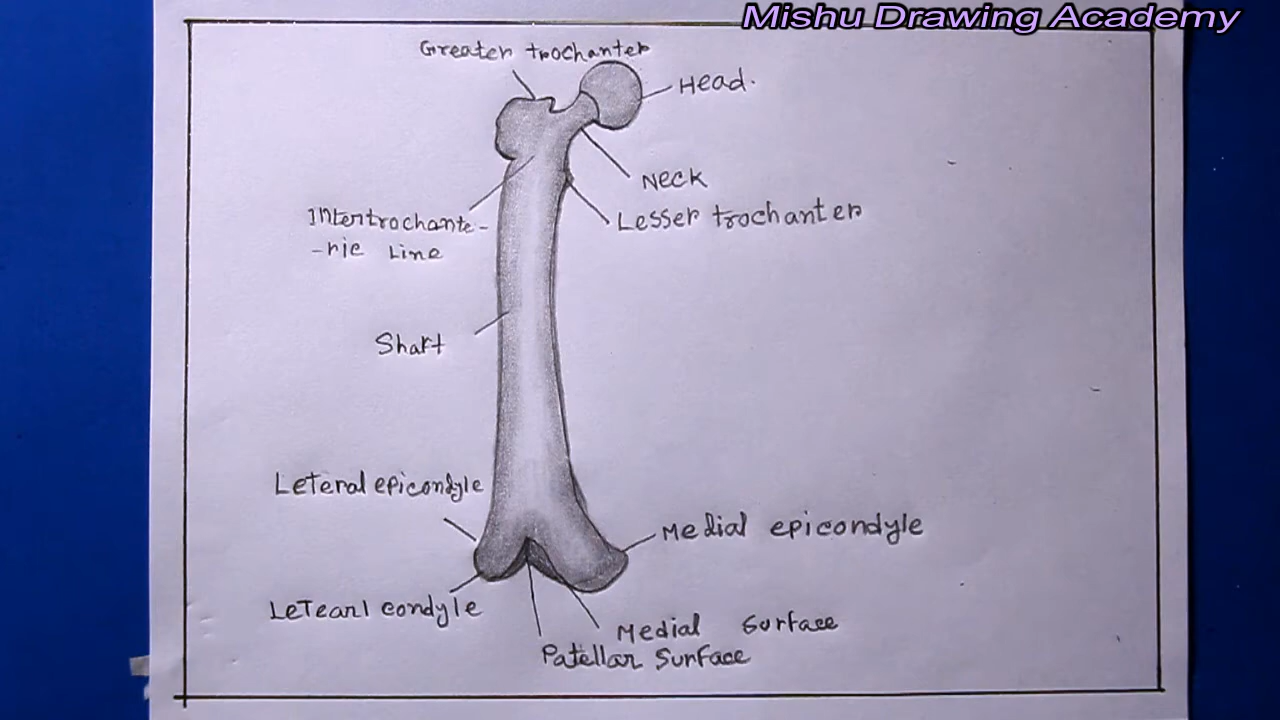 Mishu Drawing Academy
Greater trochanter
Head.
Neck
Lesser trochanter
Intertrochante-
-ric Line
Shaft
Leteral epicondyle
Medial epicondyle
Letearl condyle
Medial Surface
Patellar Surface